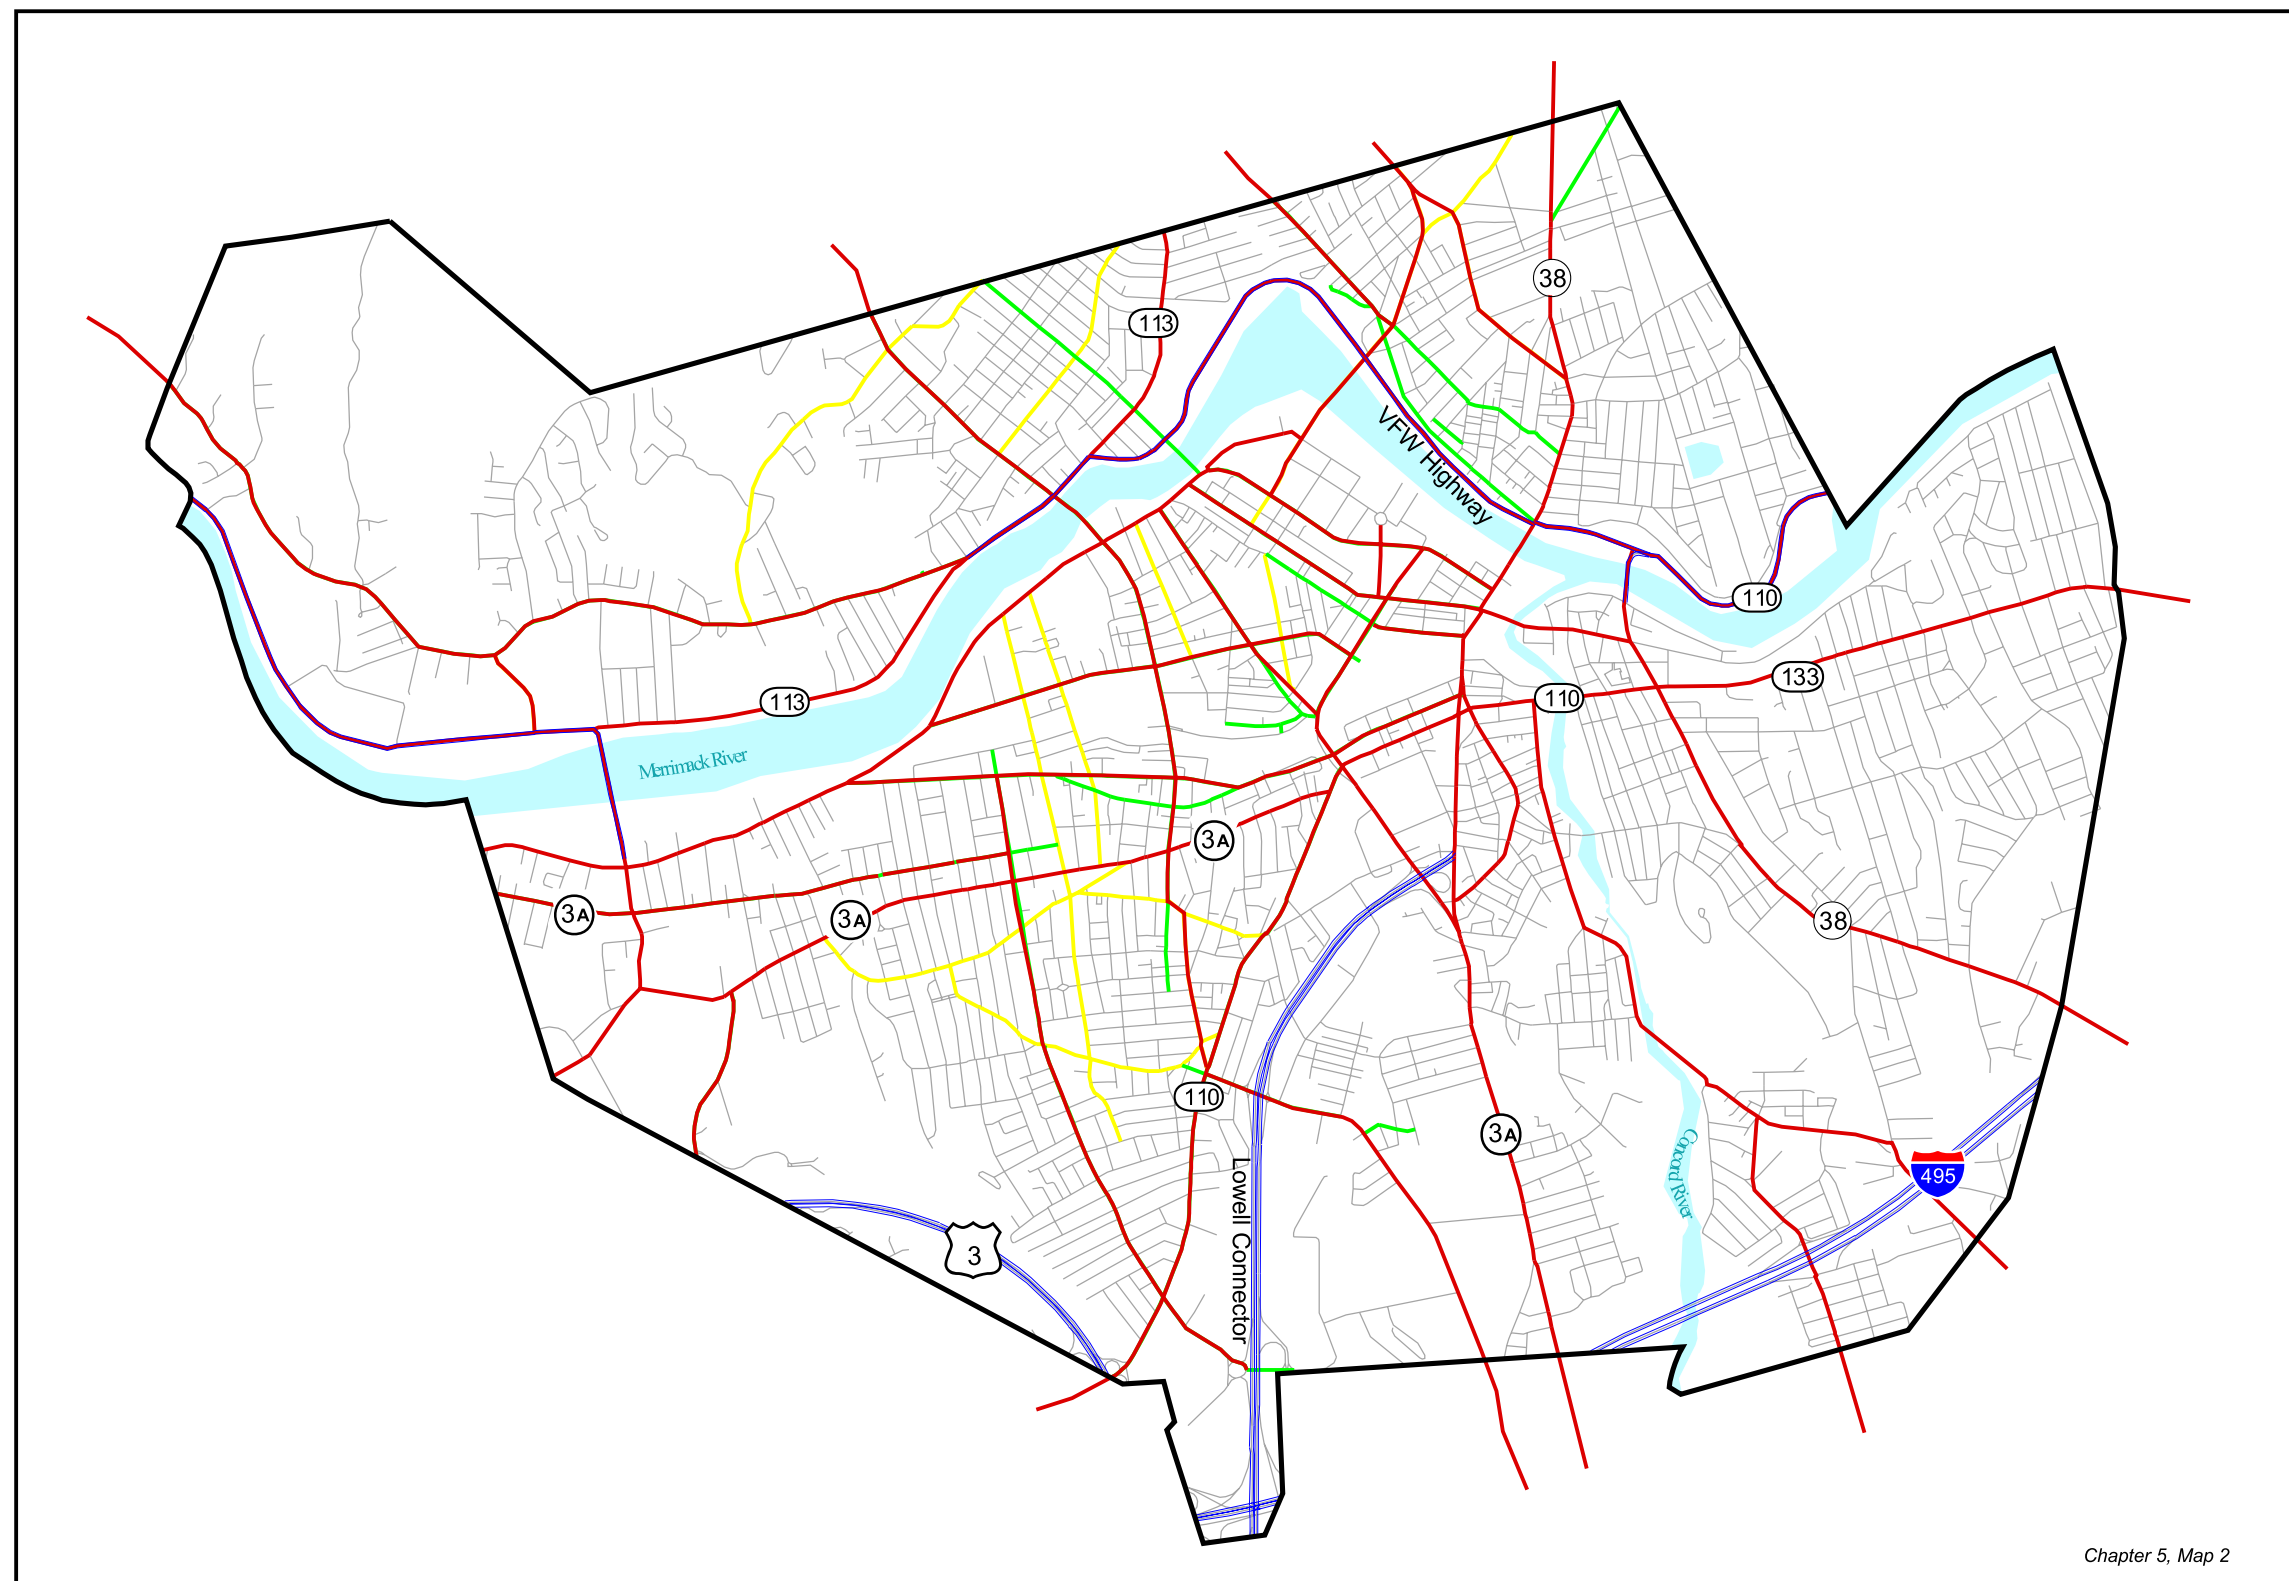 38
113
VFW Highway
110
133
113
110
Merrimack River
3A
3A
3A
38
110
3A
Concord River
495
Lowell Connector
3
Chapter 5, Map 2